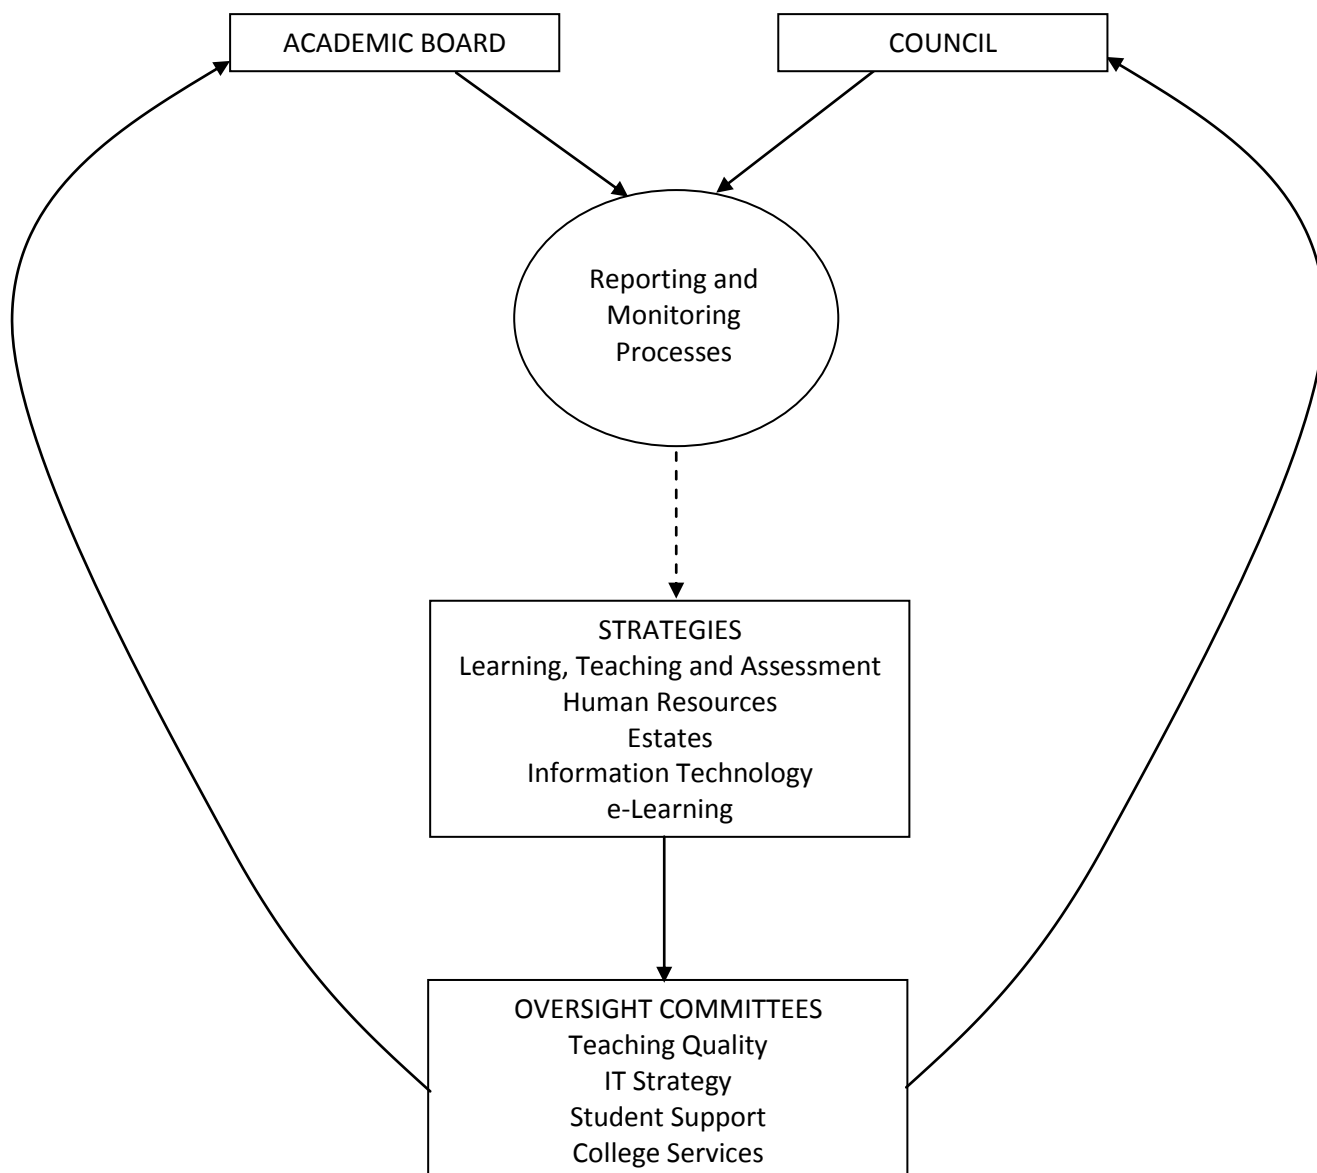 ACADEMIC BOARD
COUNCIL
Reporting and
Monitoring
Processes
STRATEGIES
Learning, Teaching and Assessment
Human Resources
Estates
Information Technology
e-Learning
OVERSIGHT COMMITTEES
Teaching Quality
IT Strategy
Student Support
College Services